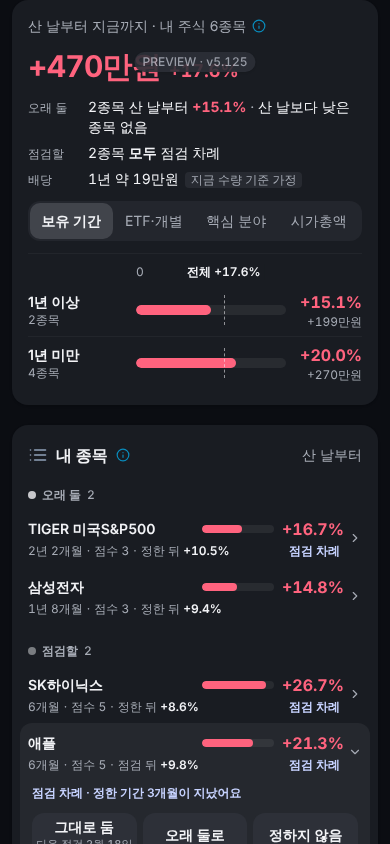 산 날부터 지금까지 · 내 주식 6종목
+470만원 +17.6%
PREVIEW · v5.125
오래 둘 2종목 산 날부터 +15.1% · 산 날보다 낮은
종목 없음
점검할 2종목 모두 점검 차례
배당 1년 약 19만원 지금 수량 기준 가정
보유 기간 ETF·개별 핵심 분야 시가총액
0 전체 +17.6%
1년 이상 +15.1%
2종목 +199만원
1년 미만 +20.0%
4종목 +270만원
내 종목 산 날부터
오래 둘 2
TIGER 미국S&P500 +16.7%
2년 2개월 · 점수 3 · 정한 뒤 +10.5% 점검 차례
삼성전자 +14.8%
1년 8개월 · 점수 3 · 정한 뒤 +9.4%
점검할 2
SK하이닉스 +26.7%
6개월 · 점수 5 · 정한 뒤 +8.6% 점검 차례
애플 +21.3%
6개월 · 점수 5 · 점검 뒤 +9.8% 점검 차례
점검 차례 · 정한 기간 3개월이 지났어요
그대로 둠 오래 둘로 정하지 않음